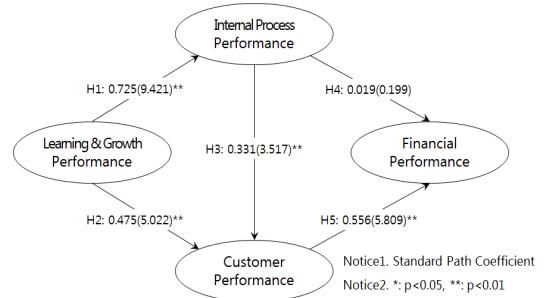 Internal Process
Performance
H1: 0.725(9.421)**
H4: 0.019(0.199)
Learning & Growth
Performance
H3: 0.331(3.517)**
Financial
Performance
H2: 0.475(5.022)**
H5: 0.556(5.809)**
Customer
Performance
Notice1. Standard Path Coefficient
Notice2. *: p<0.05, **: p<0.01